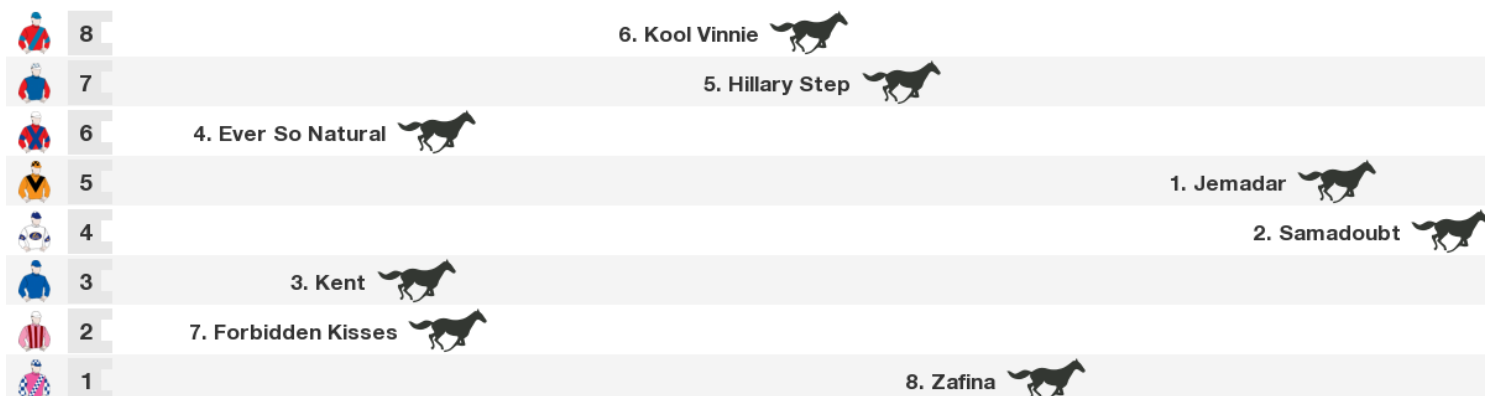 8 6. Kool Vinnie
7 5. Hillary Step
6 4. Ever So Natural
5 1. Jemadar
4 2. Samadoubt
3 3. Kent
2 7. Forbidden Kisses
1 8. Zafina